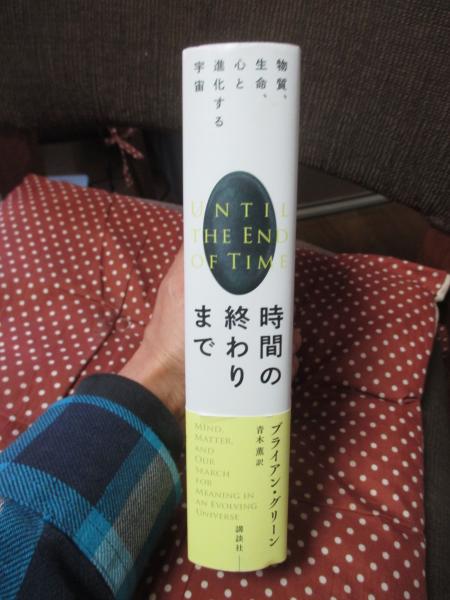 物質、
生命、
心と
進化する
宇宙
UNTIL
THE END
OF TIME
時間の
終わり
まで
ブライアン・グリーン
青木薫 訳
MIND,
MATTER,
AND
OUR
SEARCH
FOR
MEANING IN
AN EVOLVING
UNIVERSE
講談社